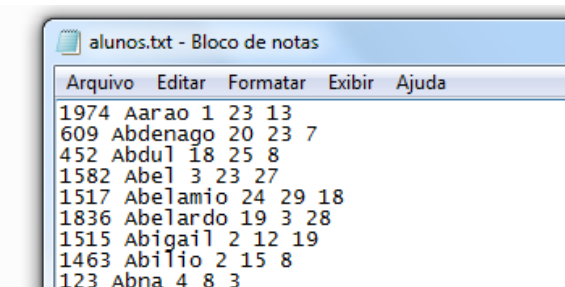 alunos.txt - Bloco de notas
Arquivo Editar Formatar Exibir Ajuda
1974 Aarao 1 23 13
609 Abdenago 20 23 7
452 Abdul 18 25 8
1582 Abel 3 23 27
1517 Abelamio 24 29 18
1836 Abelardo 19 3 28
1515 Abigail 2 12 19
1463 Abilio 2 15 8
123 Abna 4 8 3